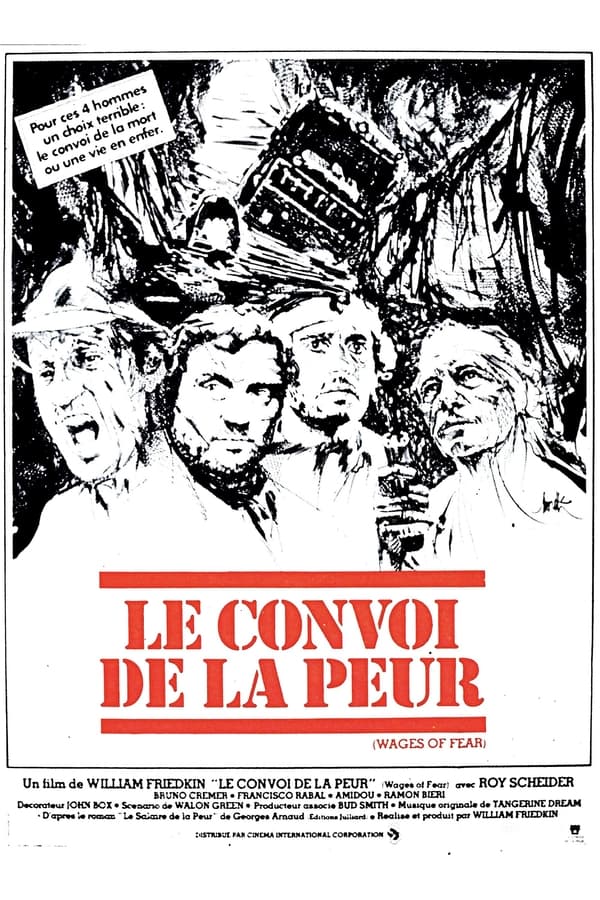 Pour ces 4 hommes
un choix terrible :
le convoi de la mort
ou une vie en enfer.
LE CONVOI
DE LA PEUR
(WAGES OF FEAR)
Un film de WILLIAM FRIEDKIN "LE CONVOI DE LA PEUR" (Wages of Fear) avec ROY SCHEIDER
BRUNO CREMER • FRANCISCO RABAL • AMIDOU • RAMON BIERI
Decorateur JOHN BOX • Scenario de WALON GREEN • Producteur associe BUD SMITH • Musique originale de TANGERINE DREAM
• D'apres le roman "Le Salaire de la Peur" de Georges Arnaud Editions Julliard • Realise et produit par WILLIAM FRIEDKIN
DISTRIBUE PAR CINEMA INTERNATIONAL CORPORATION